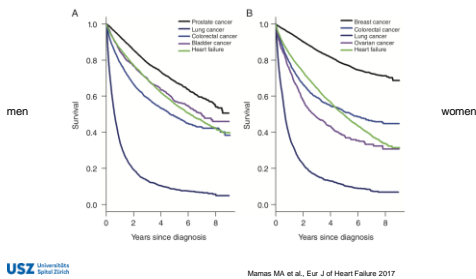 A
Prostate cancer
Lung cancer
Colorectal cancer
Bladder cancer
Heart failure
Survival
1.0
0.8
0.6
0.4
0.2
0.0
0 2 4 6 8
Years since diagnosis
men
B
Breast cancer
Colorectal cancer
Lung cancer
Ovarian cancer
Heart failure
Survival
1.0
0.8
0.6
0.4
0.2
0.0
0 2 4 6 8
Years since diagnosis
women
USZ Universitäts
Spital Zürich
Mamas MA et al., Eur J of Heart Failure 2017